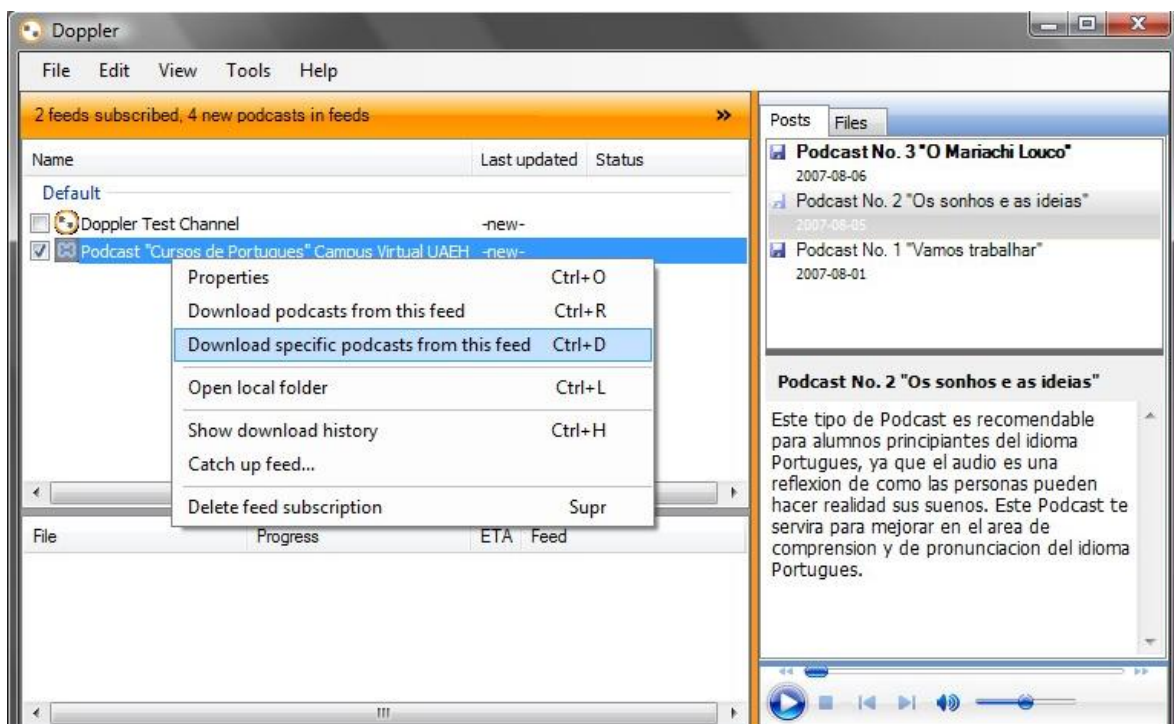 Doppler
File Edit View Tools Help
2 feeds subscribed, 4 new podcasts in feeds »
Name Last updated Status
Default
Doppler Test Channel -new-
Podcast "Cursos de Portugues" Campus Virtual UAEH -new-
Properties Ctrl+O
Download podcasts from this feed Ctrl+R
Download specific podcasts from this feed Ctrl+D
Open local folder Ctrl+L
Show download history Ctrl+H
Catch up feed...
Delete feed subscription Supr
File Progress ETA Feed
Posts Files
Podcast No. 3 "O Mariachi Louco"
2007-08-06
Podcast No. 2 "Os sonhos e as ideias"
2007-08-05
Podcast No. 1 "Vamos trabalhar"
2007-08-01
Podcast No. 2 "Os sonhos e as ideias"
Este tipo de Podcast es recomendable
para alumnos principiantes del idioma
Portugues, ya que el audio es una
reflexion de como las personas pueden
hacer realidad sus suenos. Este Podcast te
servira para mejorar en el area de
comprension y de pronunciacion del idioma
Portugues.